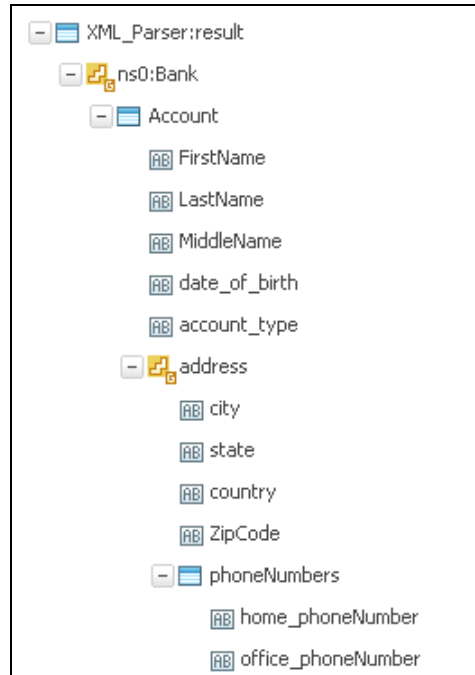 XML_Parser:result
ns0:Bank
Account
FirstName
LastName
MiddleName
date_of_birth
account_type
address
city
state
country
ZipCode
phoneNumbers
home_phoneNumber
office_phoneNumber